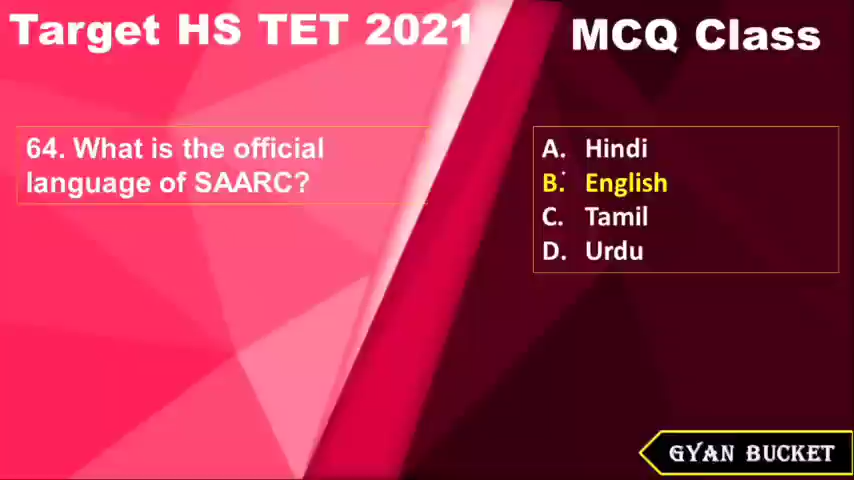 Target HS TET 2021
MCQ Class
64. What is the official
language of SAARC?
A. Hindi
B. English
C. Tamil
D. Urdu
GYAN BUCKET